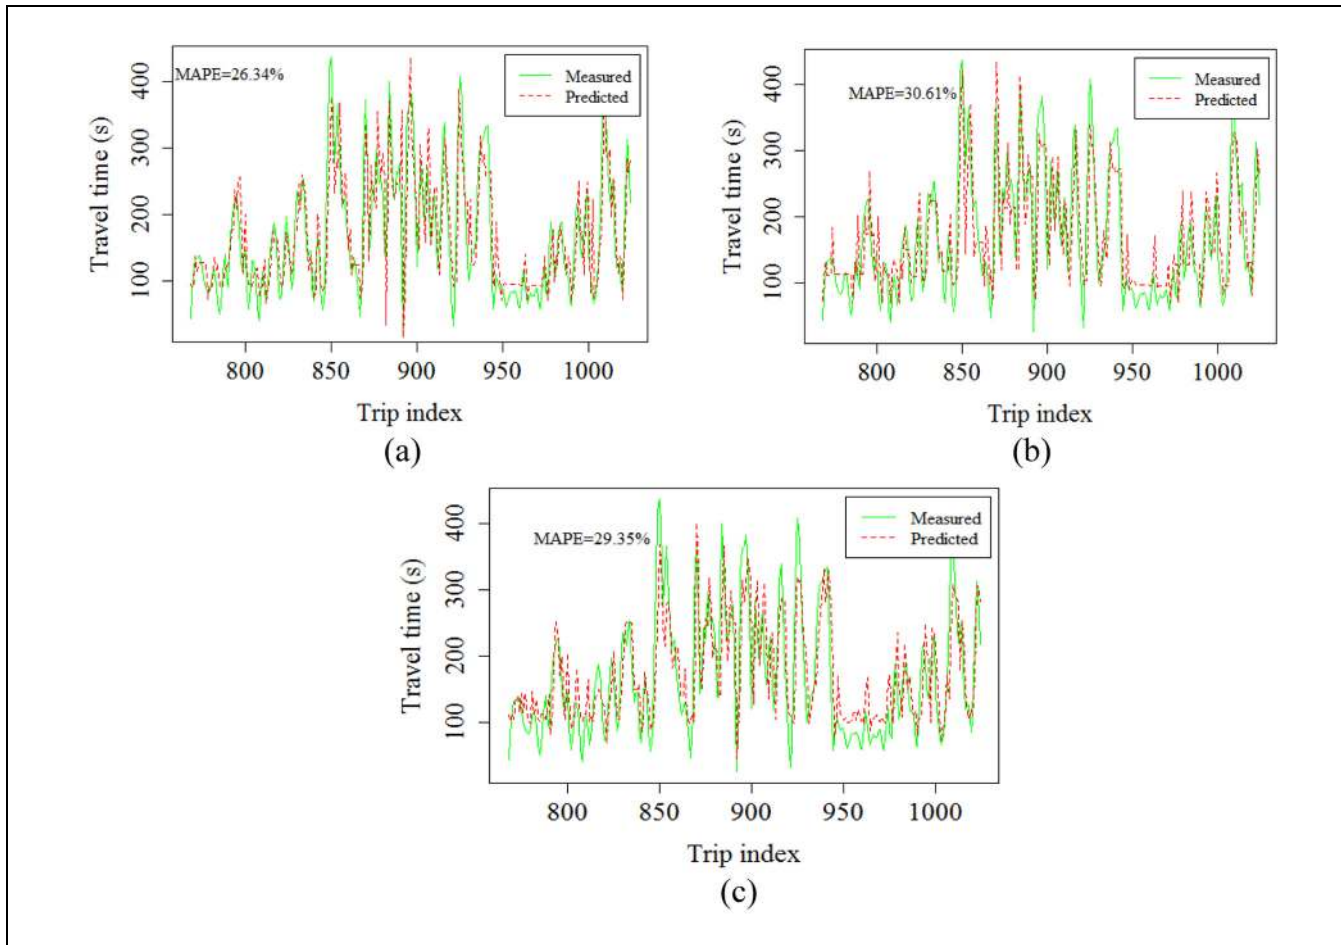 MAPE=26.34%
Measured
Predicted
Travel time (s)
400
300
200
100
800
850
900
950
1000
Trip index
(a)
MAPE=30.61%
Measured
Predicted
Travel time (s)
400
300
200
100
800
850
900
950
1000
Trip index
(b)
MAPE=29.35%
Measured
Predicted
Travel time (s)
400
300
200
100
800
850
900
950
1000
Trip index
(c)